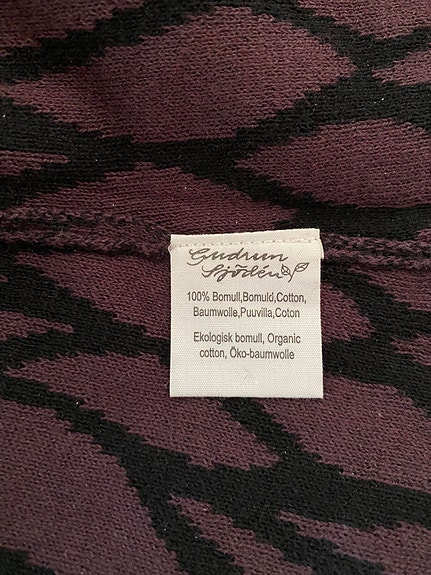 Gudrun
Sjödén
100% Bomull,Bomuld,Cotton,
Baumwolle,Puuvilla,Coton
Ekologisk bomull, Organic
cotton, Öko-baumwolle